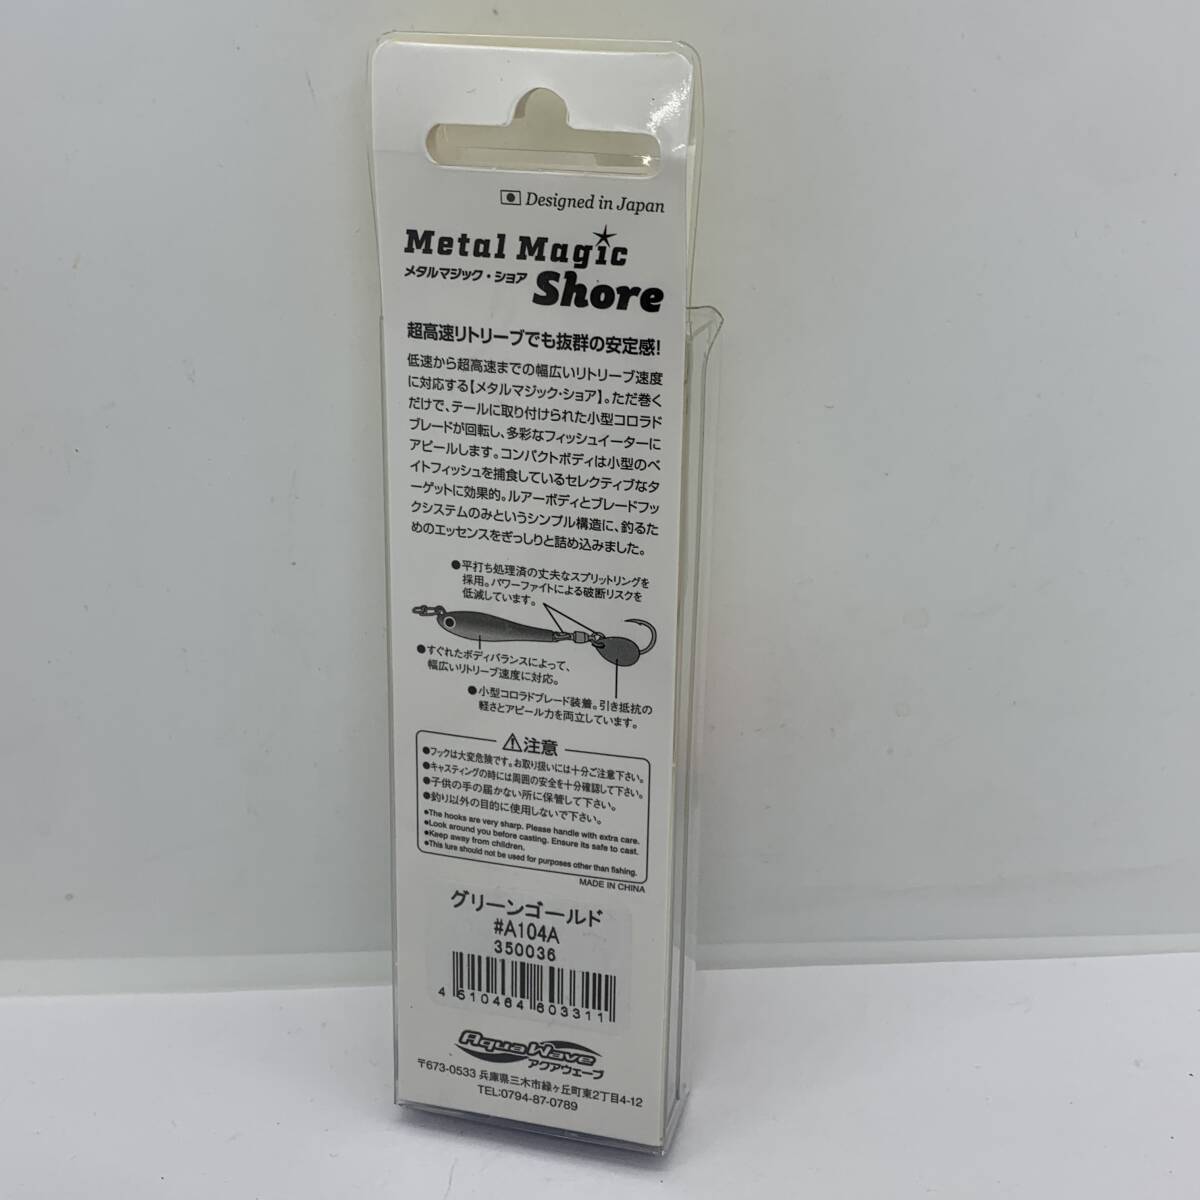 Designed in Japan
Metal Magic
メタルマジック・ショア Shore
超高速リトリーブでも抜群の安定感!
低速から超高速までの幅広いリトリーブ速度
に対応する【メタルマジック・ショア】。ただ巻く
だけで、テールに取り付けられた小型コロラド
ブレードが回転し、多彩なフィッシュイーターに
アピールします。コンパクトボディは小型のベ
イトフィッシュを捕食しているセレクティブなタ
ーゲットに効果的。ルアーボディとブレードフッ
クシステムのみというシンプル構造に、釣るた
めのエッセンスをぎっしりと詰め込みました。
●平打ち処理済の丈夫なスプリットリングを
採用。パワーファイトによる破断リスクを
低減しています。
●すぐれたボディバランスによって、
幅広いリトリーブ速度に対応。
●小型コロラドブレード装着。引き抵抗の
軽さとアピール力を両立しています。
⚠注意
●フックは大変危険です。お取り扱いには十分ご注意下さい。
●キャスティングの時には周囲の安全を十分確認して下さい。
●子供の手の届かない所に保管して下さい。
●釣り以外の目的に使用しないで下さい。
●The hooks are very sharp. Please handle with extra care.
●Look around you before casting. Ensure its safe to cast.
●Keep away from children.
●This lure should not be used for purposes other than fishing.
MADE IN CHINA
グリーンゴールド
#A104A
350036
4 510464 603311
AquaWave
アクアウェーブ
〒673-0533 兵庫県三木市緑ヶ丘町東2丁目4-12
TEL:0794-87-0789